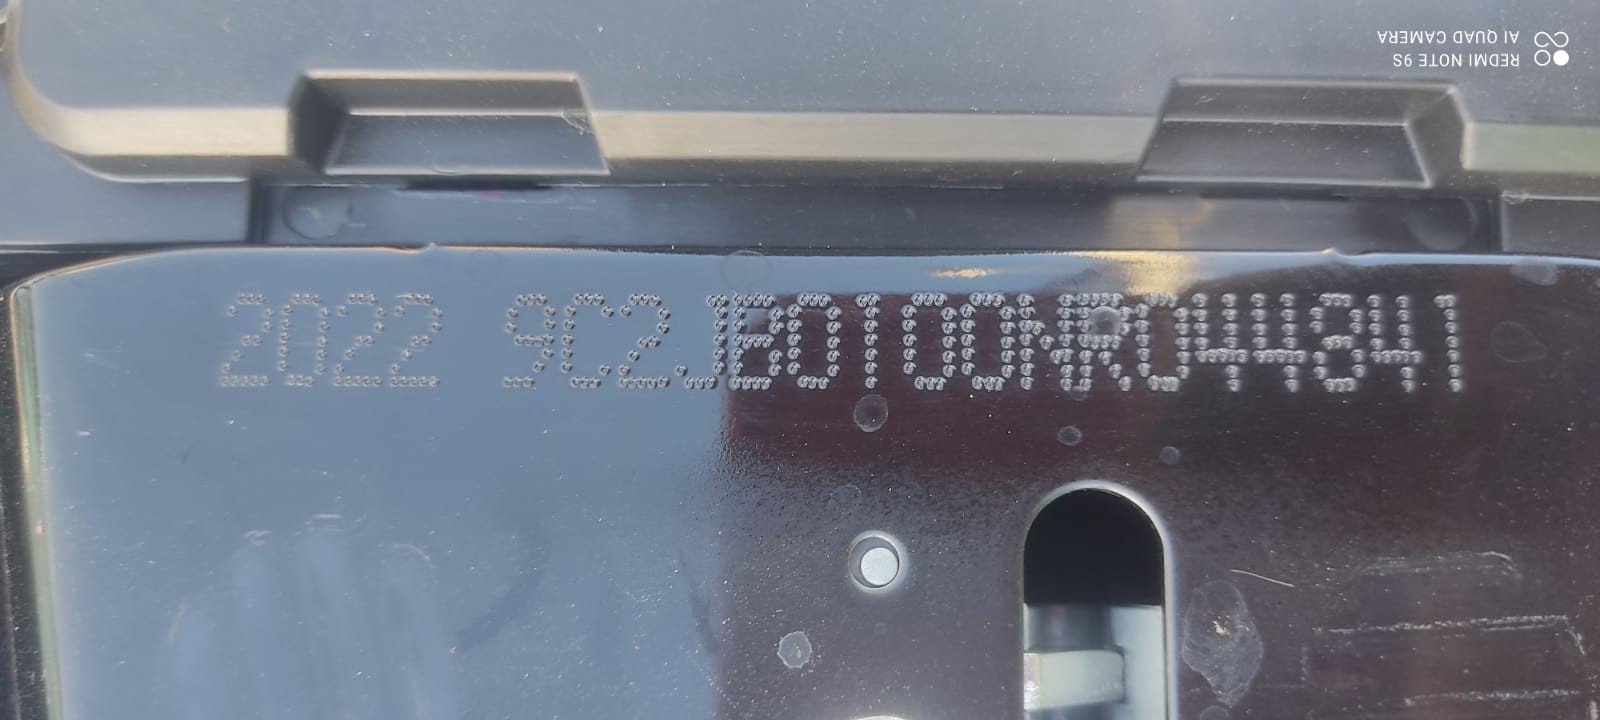 2022 9C2JB0100NR044841
REDMI NOTE 9S
AI QUAD CAMERA